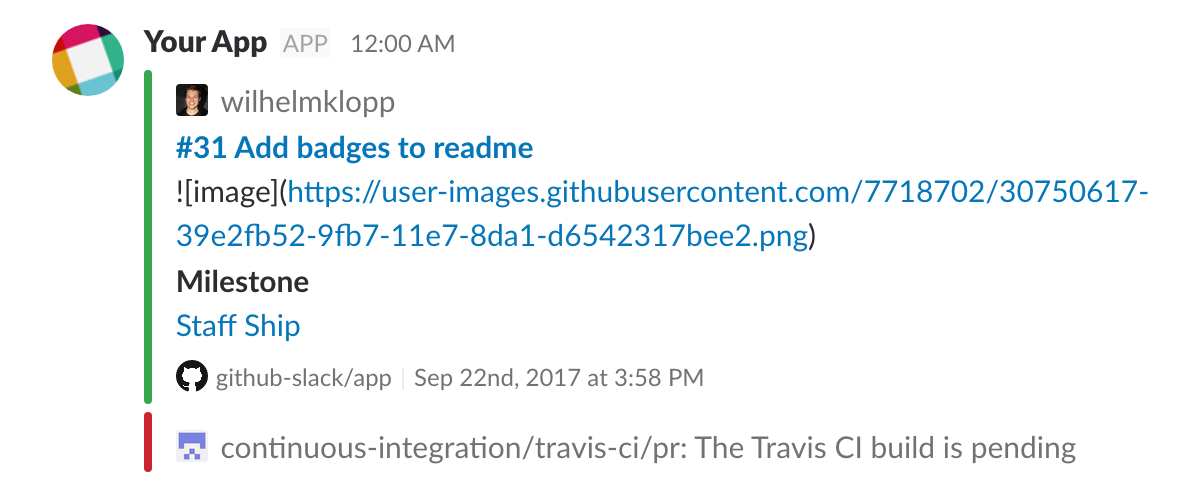 Your App APP 12:00 AM
wilhelmklopp
#31 Add badges to readme
![image](https://user-images.githubusercontent.com/7718702/30750617-
39e2fb52-9fb7-11e7-8da1-d6542317bee2.png)
Milestone
Staff Ship
github-slack/app | Sep 22nd, 2017 at 3:58 PM
continuous-integration/travis-ci/pr: The Travis CI build is pending